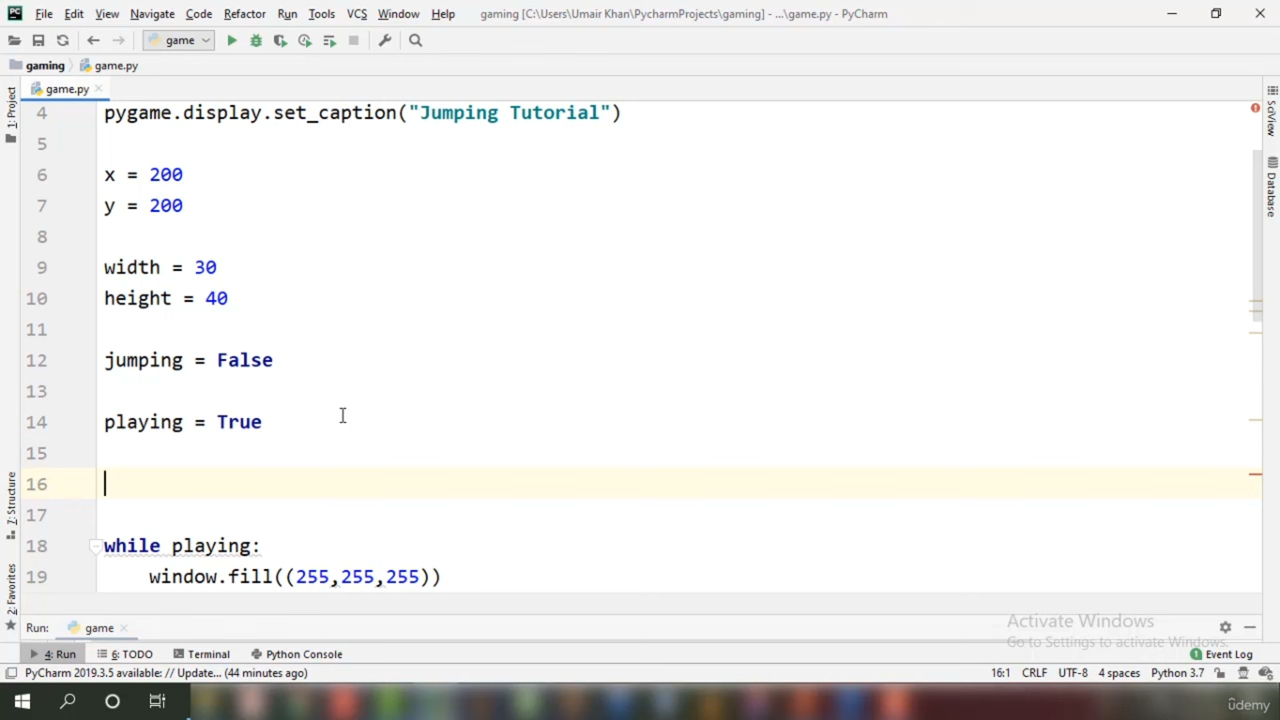 PC File Edit View Navigate Code Refactor Run Tools VCS Window Help gaming [C:\Users\Umair Khan\PycharmProjects\gaming] - ...\game.py - PyCharm
game
gaming game.py
game.py
1: Project
4 pygame.display.set_caption("Jumping Tutorial")
5
6 x = 200
7 y = 200
8
9 width = 30
10 height = 40
11
12 jumping = False
13
14 playing = True
15
16
17
18 while playing:
19 window.fill((255,255,255))
SciView
Database
7: Structure
2: Favorites
Activate Windows
Go to Settings to activate Windows.
Run: game
4: Run 6: TODO Terminal Python Console 1 Event Log
PyCharm 2019.3.5 available: // Update... (44 minutes ago) 16:1 CRLF UTF-8 4 spaces Python 3.7
ûdemy